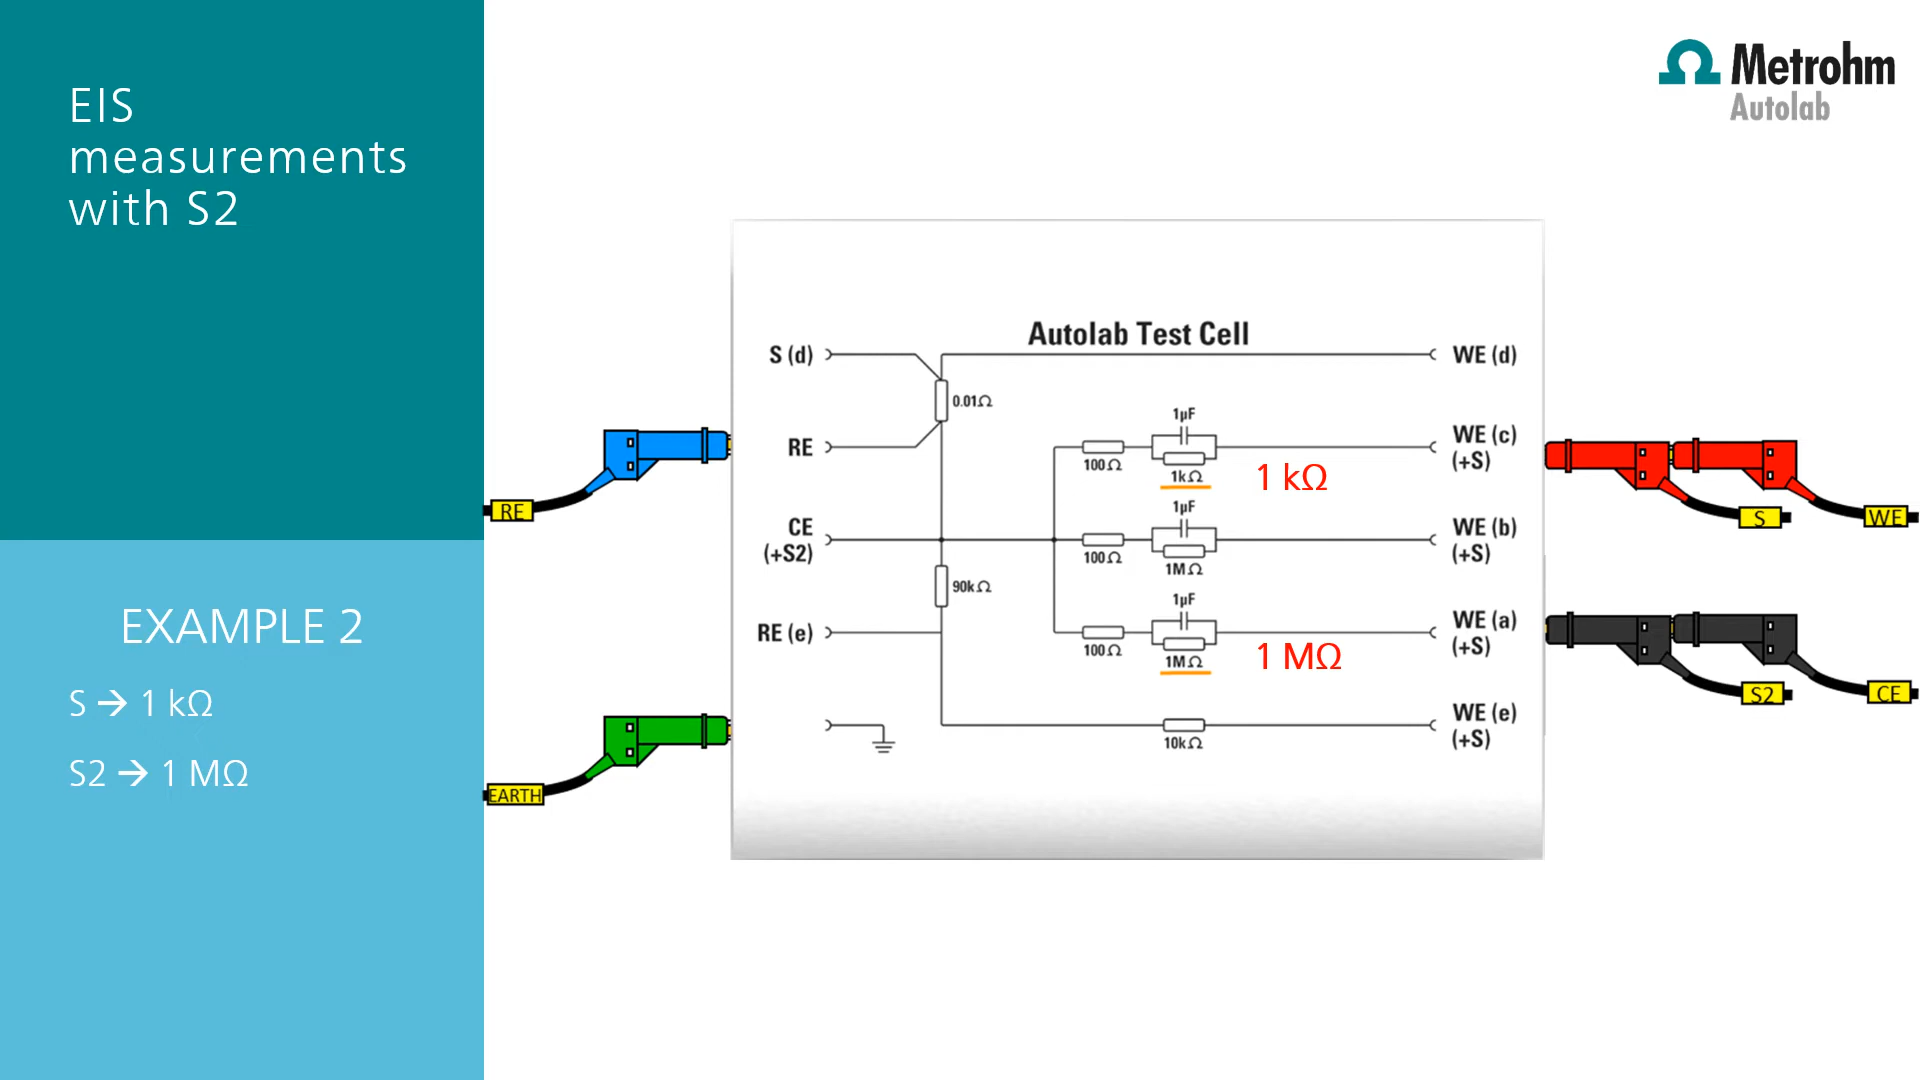 EIS
measurements
with S2
EXAMPLE 2
S → 1 kΩ
S2 → 1 MΩ
Metrohm
Autolab
Autolab Test Cell
S (d)
WE (d)
0.01Ω
RE
1µF
100Ω
1kΩ
1 kΩ
WE (c)
(+S)
CE
(+S2)
1µF
100Ω
1MΩ
WE (b)
(+S)
90kΩ
RE (e)
1µF
100Ω
1MΩ
1 MΩ
WE (a)
(+S)
10kΩ
WE (e)
(+S)
RE
EARTH
S
WE
S2
CE